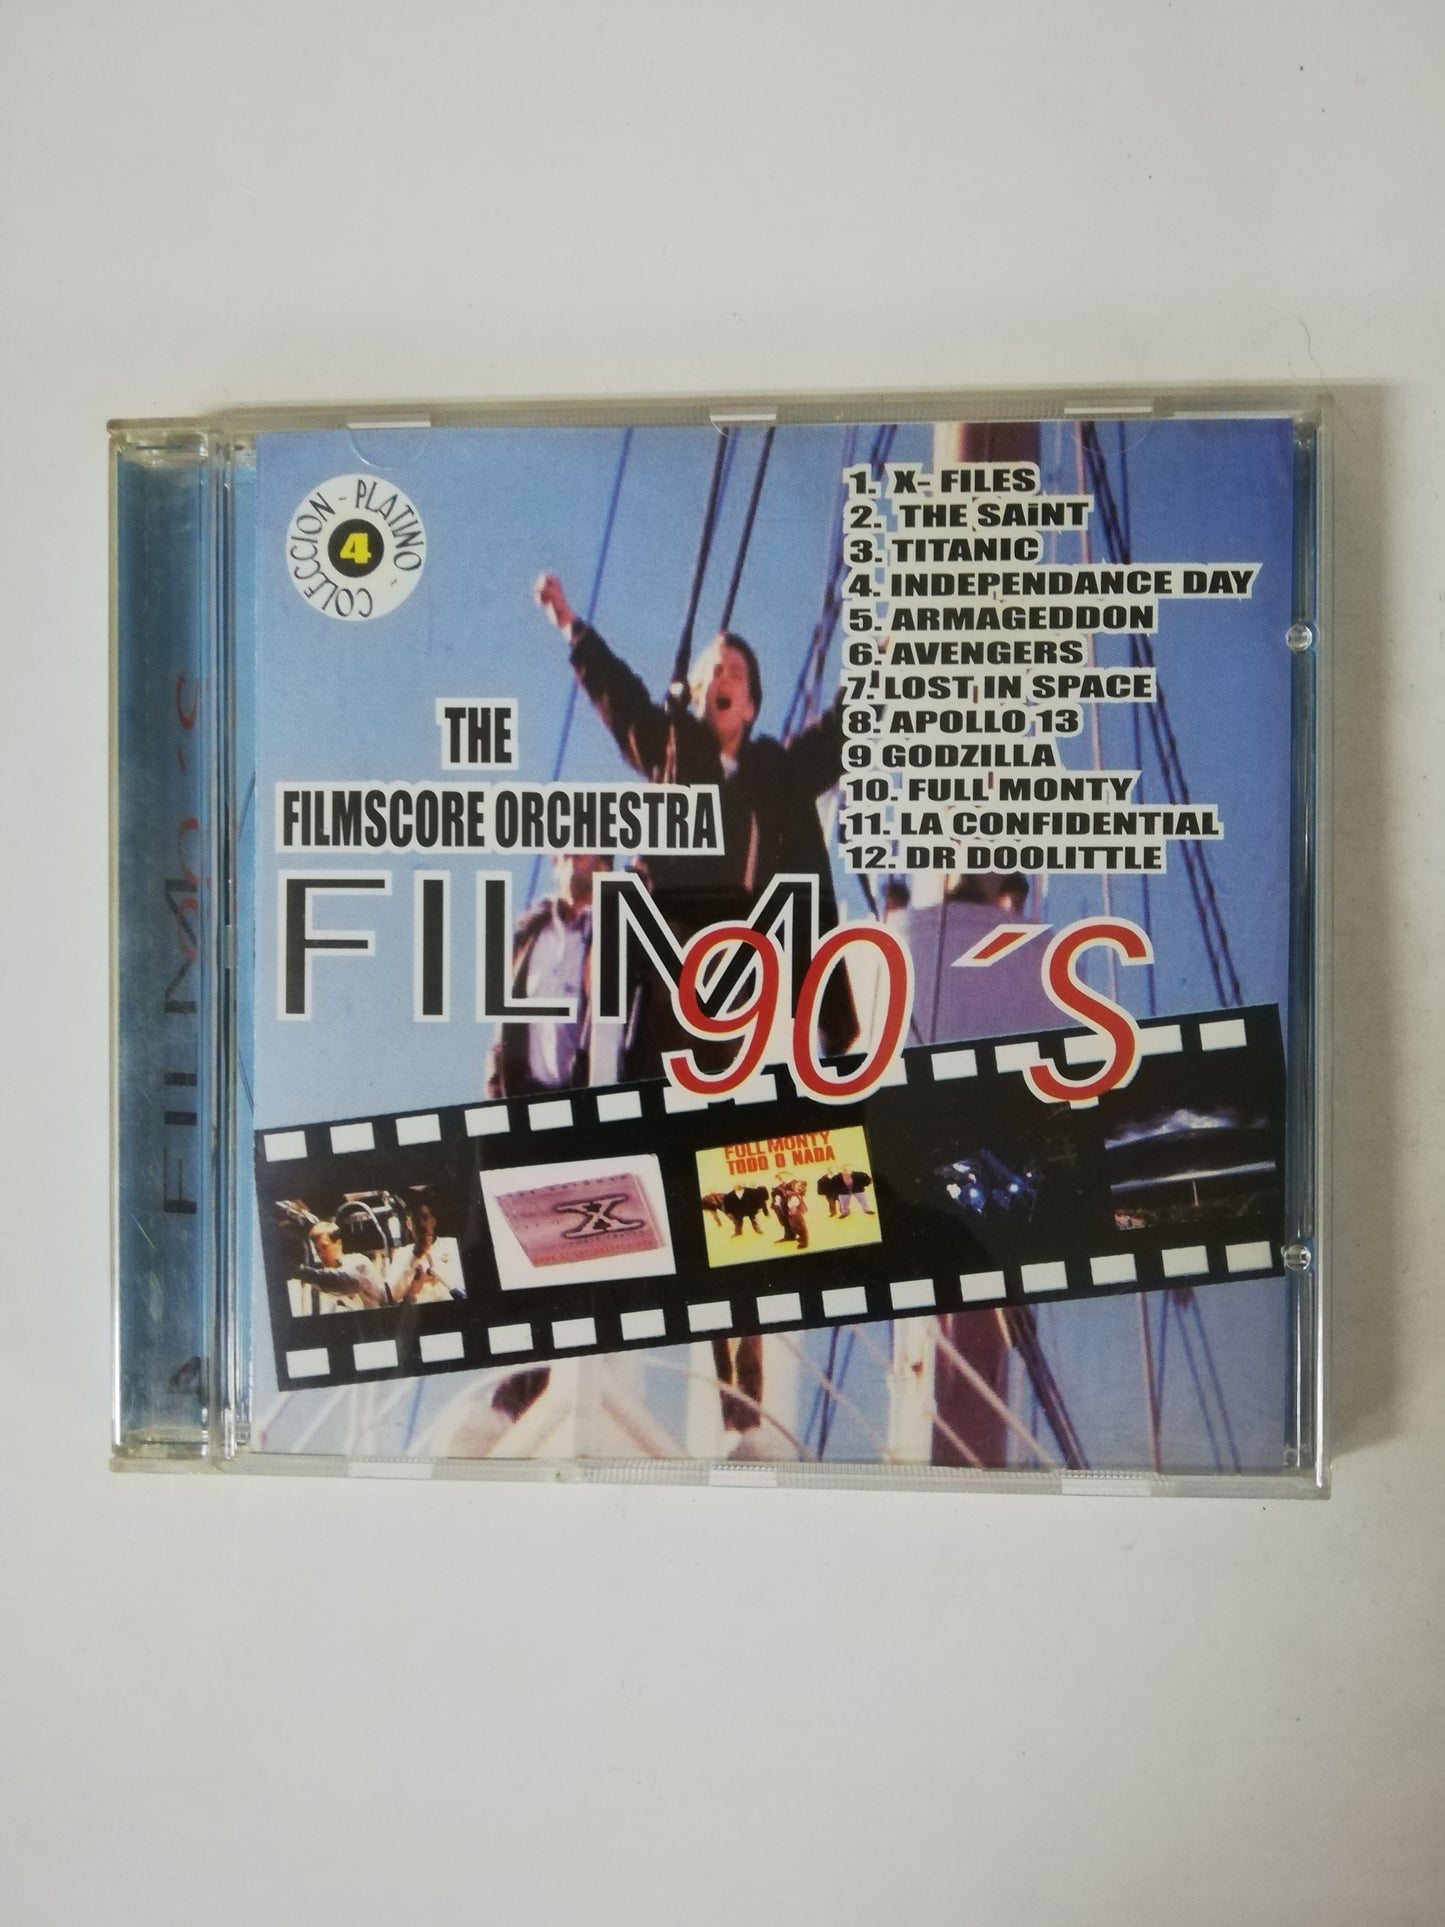 COLECCION - PLATINO -
4
1. X- FILES
2. THE SAiNT
3. TITANIC
4. INDEPENDANCE DAY
5. ARMAGEDDON
6. AVENGERS
7. LOST IN SPACE
8. APOLLO 13
9 GODZILLA
10. FULL MONTY
11. LA CONFIDENTIAL
12. DR DOOLITTLE
THE
FILMSCORE ORCHESTRA
FILM
90´S
FULL MONTY
TODO O NADA
X
FILM 90´S